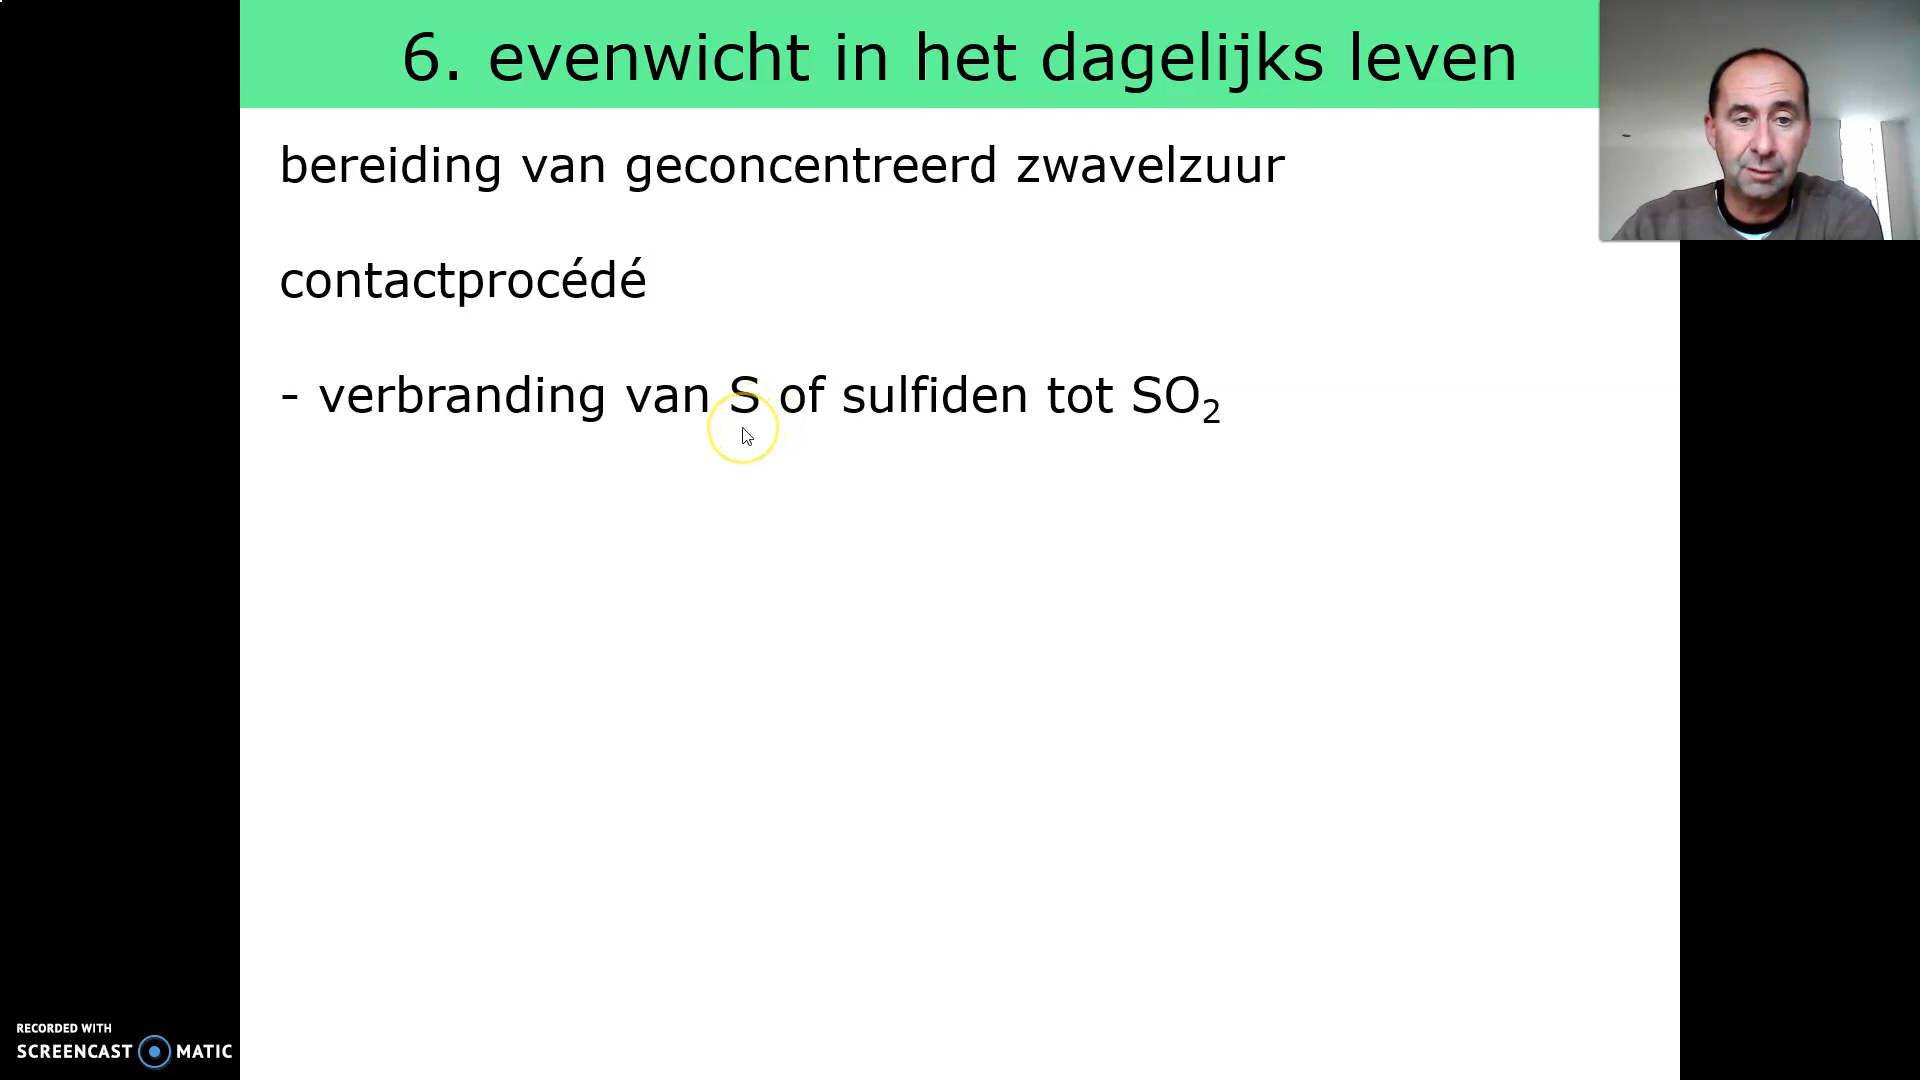 6. evenwicht in het dagelijks leven
bereiding van geconcentreerd zwavelzuur
contactprocédé
- verbranding van S of sulfiden tot SO₂
RECORDED WITH
SCREENCAST MATIC